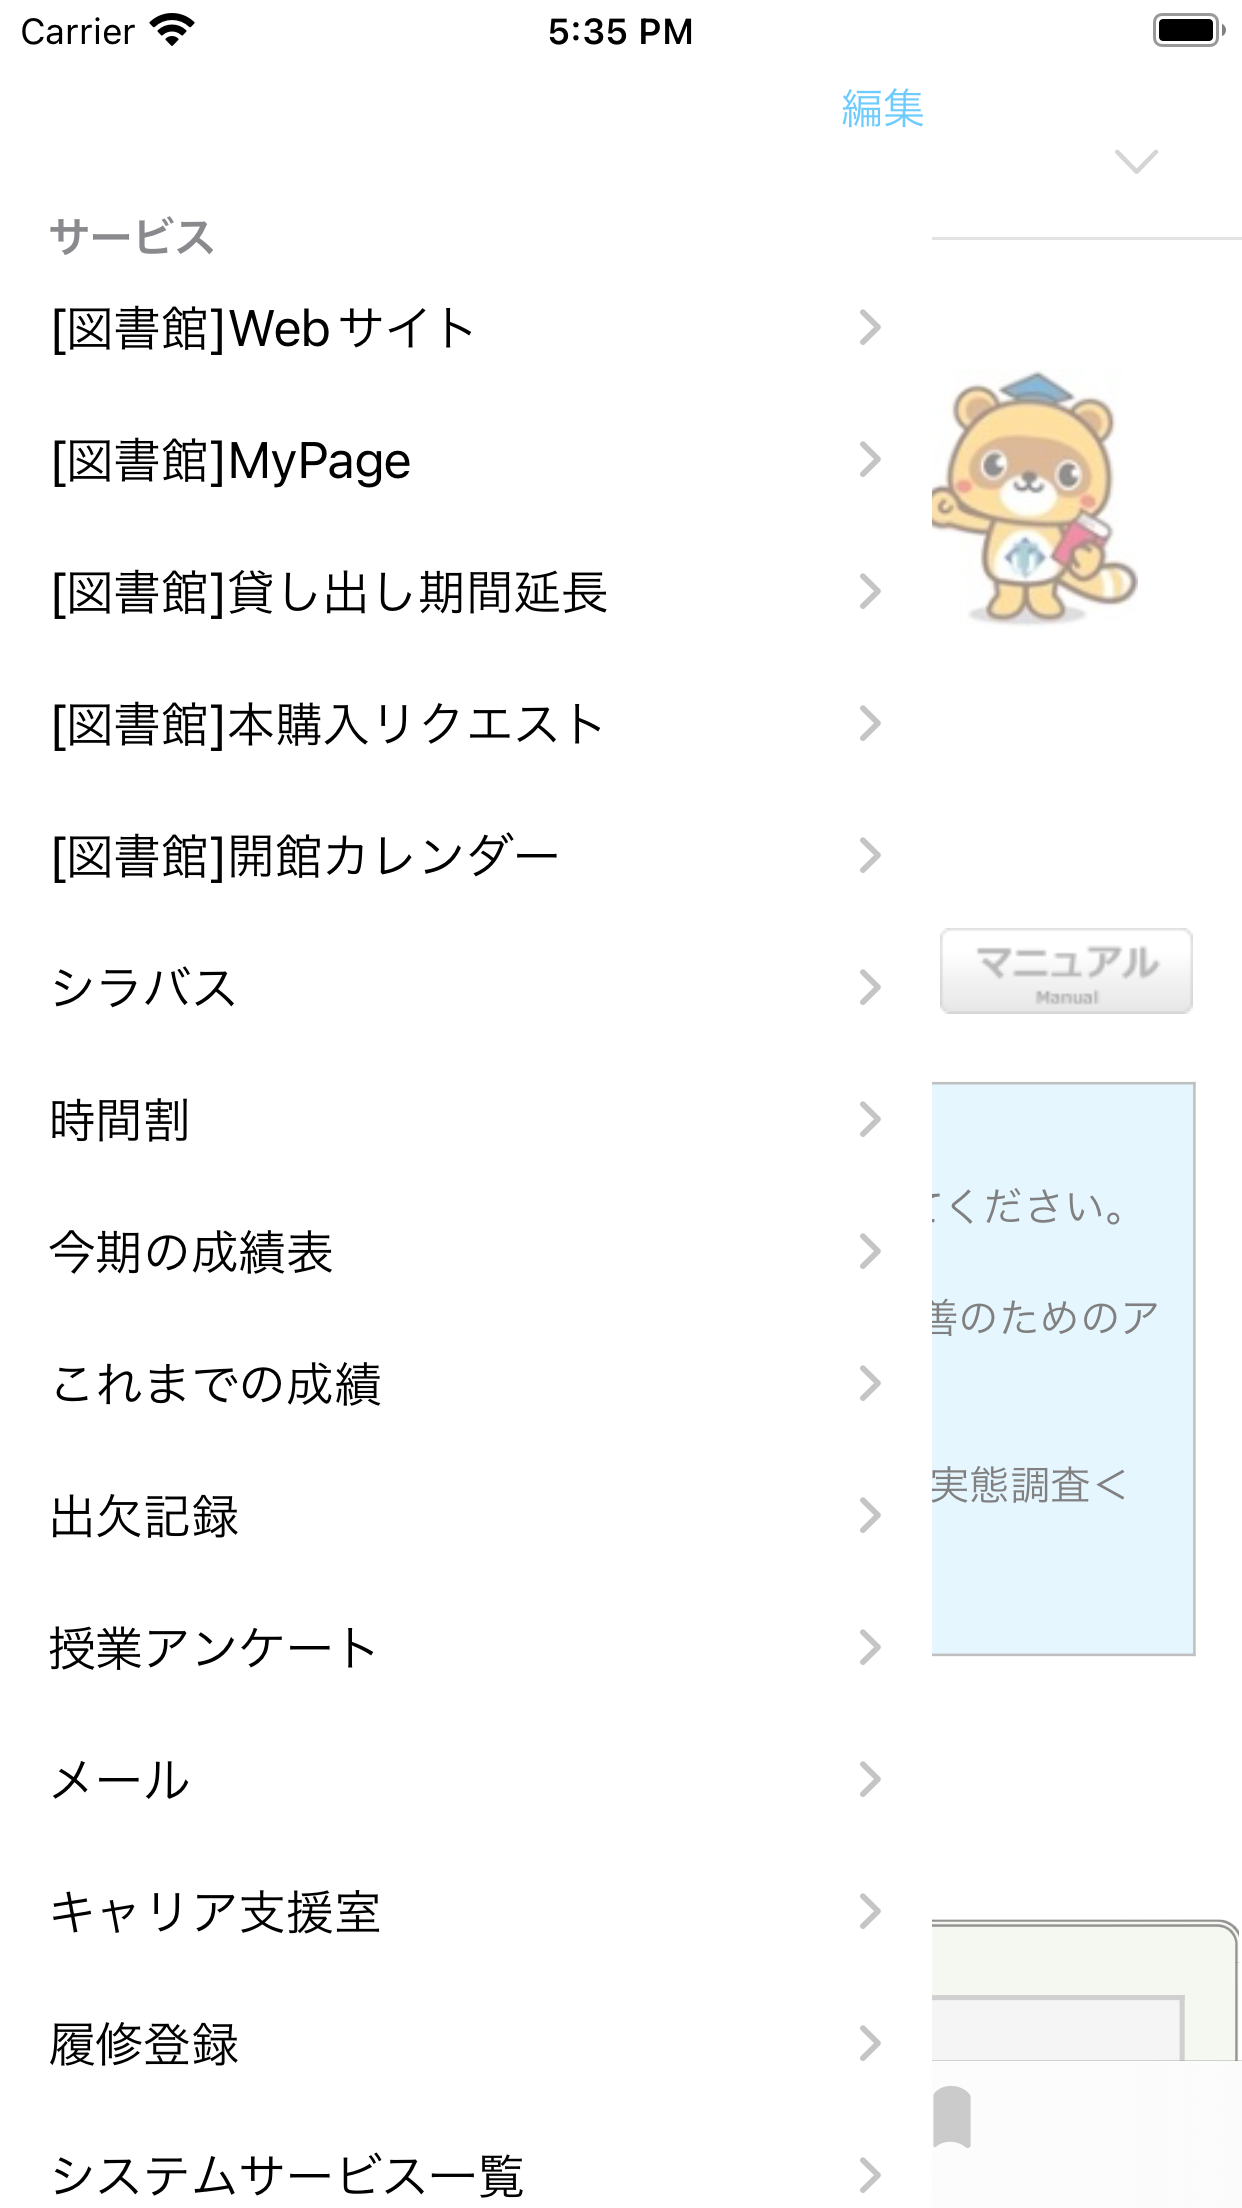 Carrier 5:35 PM
編集
サービス
[図書館]Webサイト
[図書館]MyPage
[図書館]貸し出し期間延長
[図書館]本購入リクエスト
[図書館]開館カレンダー
シラバス
時間割
今期の成績表
これまでの成績
出欠記録
授業アンケート
メール
キャリア支援室
履修登録
システムサービス一覧
マニュアル
Manual
てください。
善のためのア
実態調査<